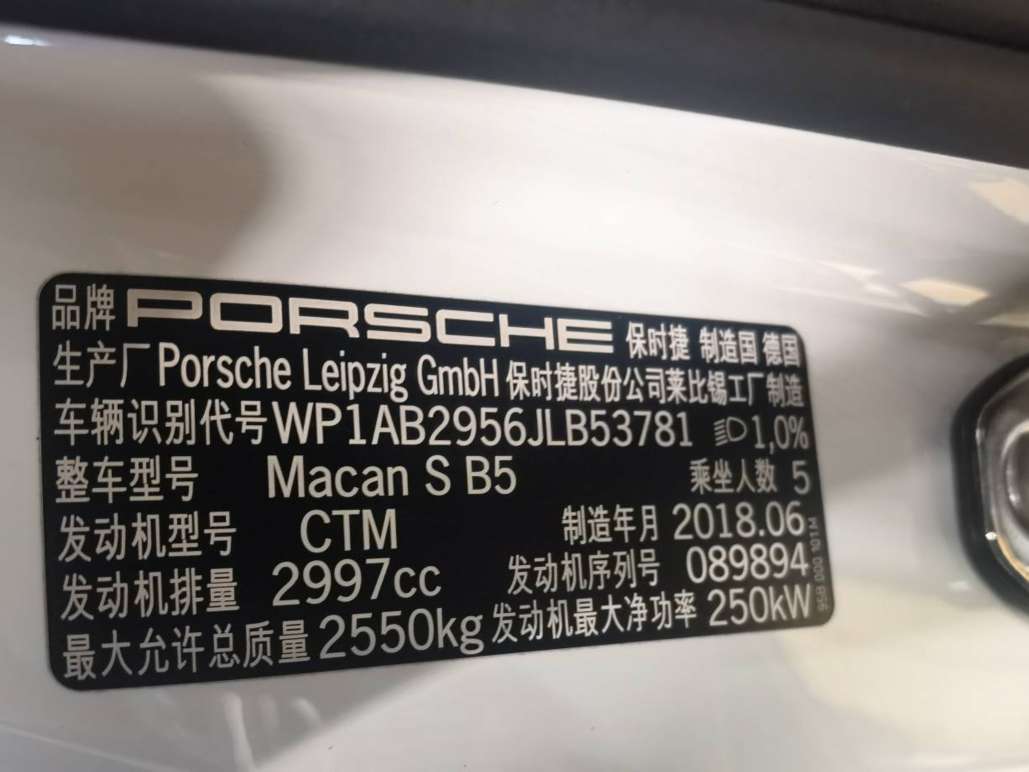 品牌 PORSCHE 保时捷 制造国 德国
生产厂 Porsche Leipzig GmbH 保时捷股份公司莱比锡工厂制造
车辆识别代号 WP1AB2956JLB53781 1,0%
整车型号 Macan S B5 乘坐人数 5
发动机型号 CTM 制造年月 2018.06
发动机排量 2997cc 发动机序列号 089894
最大允许总质量 2550kg 发动机最大净功率 250kW
95B 000 101M